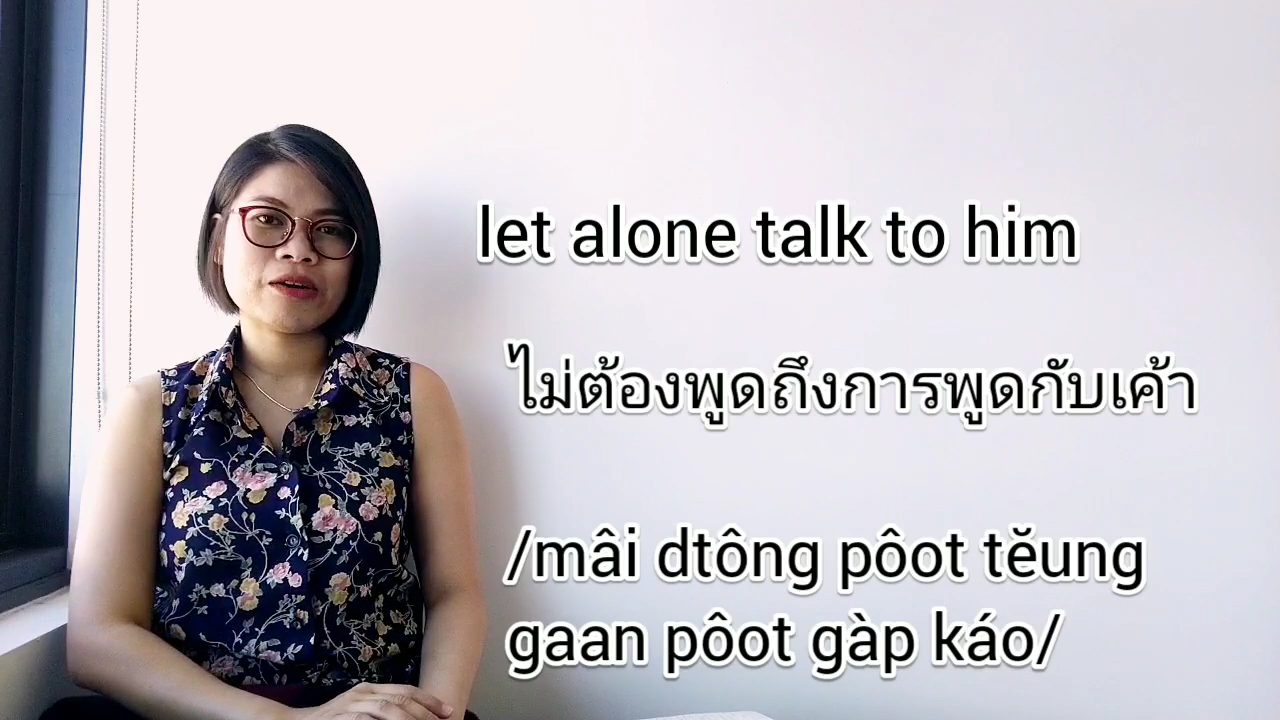 let alone talk to him
ไม่ต้องพูดถึงการพูดกับเค้า
/mâi dtông pôot tĕung
gaan pôot gàp káo/